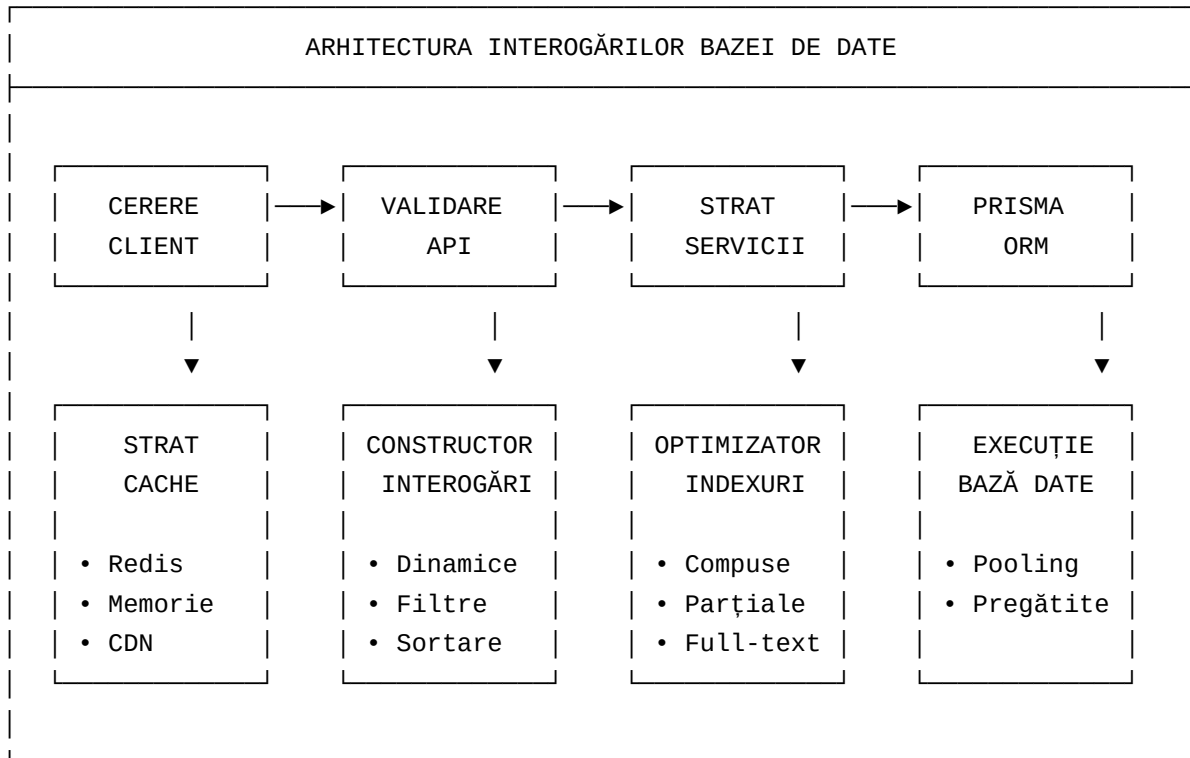 ARHITECTURA INTEROGĂRILOR BAZEI DE DATE
CERERE CLIENT
VALIDARE API
STRAT SERVICII
PRISMA ORM
STRAT CACHE
• Redis
• Memorie
• CDN
CONSTRUCTOR INTEROGĂRI
• Dinamice
• Filtre
• Sortare
OPTIMIZATOR INDEXURI
• Compuse
• Parțiale
• Full-text
EXECUȚIE BAZĂ DATE
• Pooling
• Pregătite